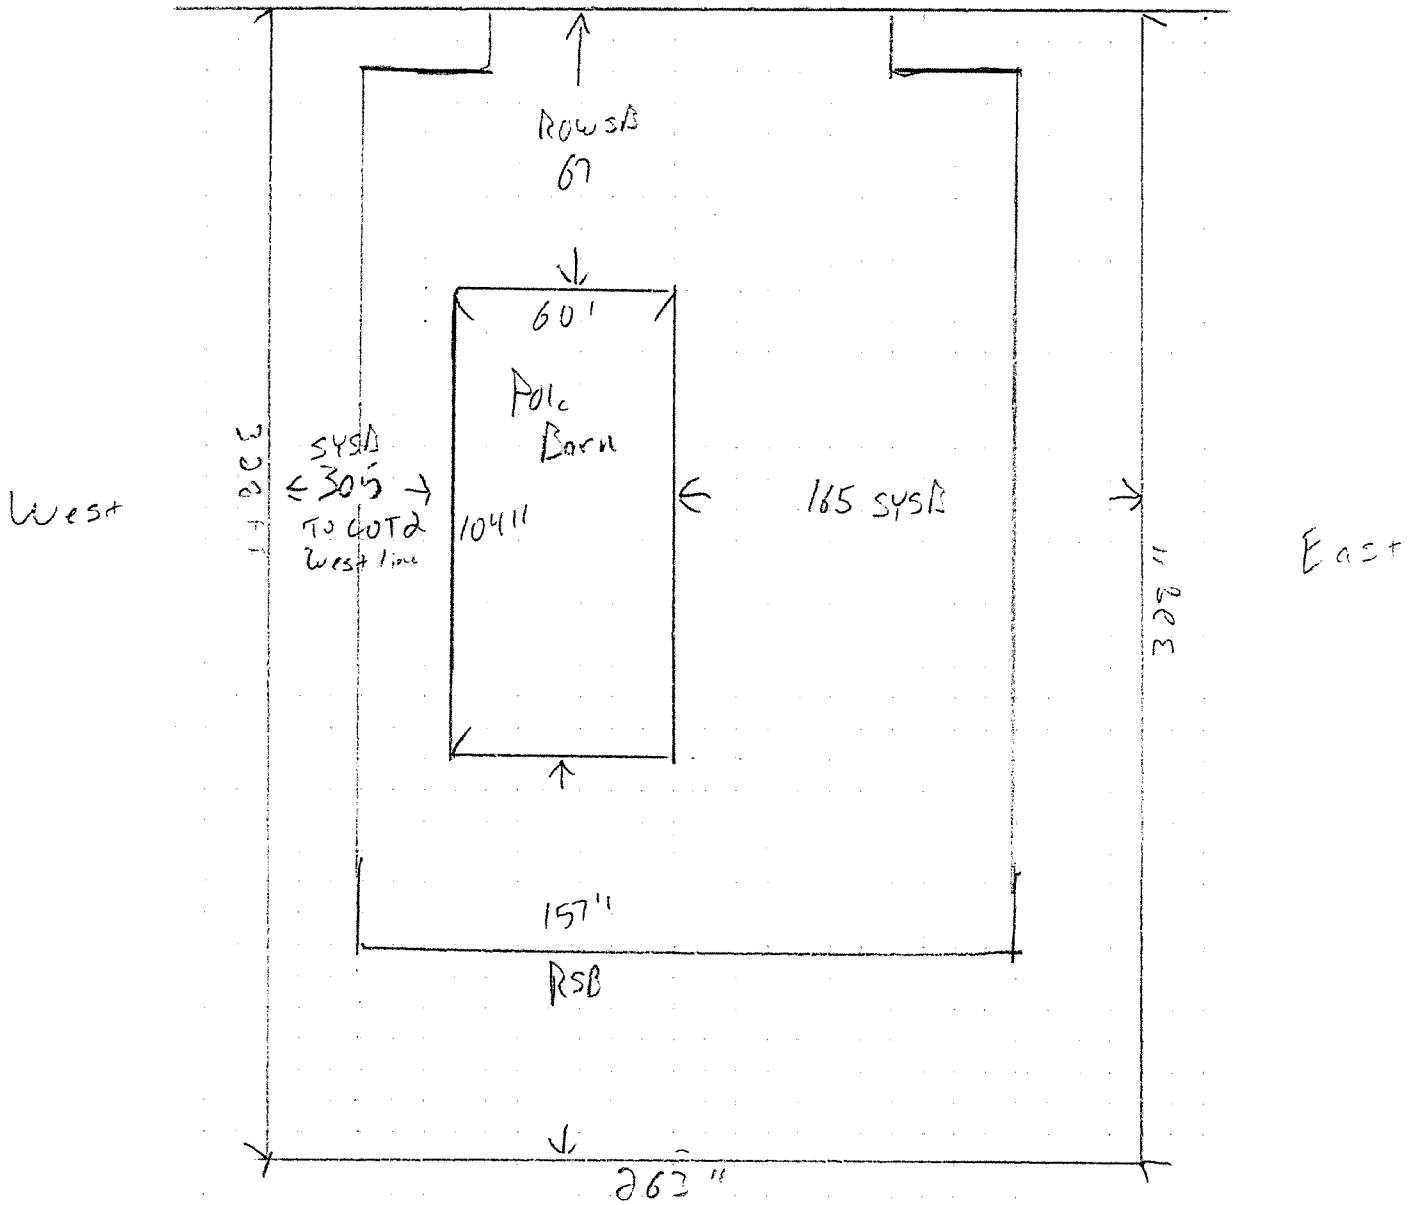 ROWSB
67
60'
Pole
Barn
SYSB
305
TO LOT2
West line
104"
165 SYSB
West
East
328"
157"
RSB